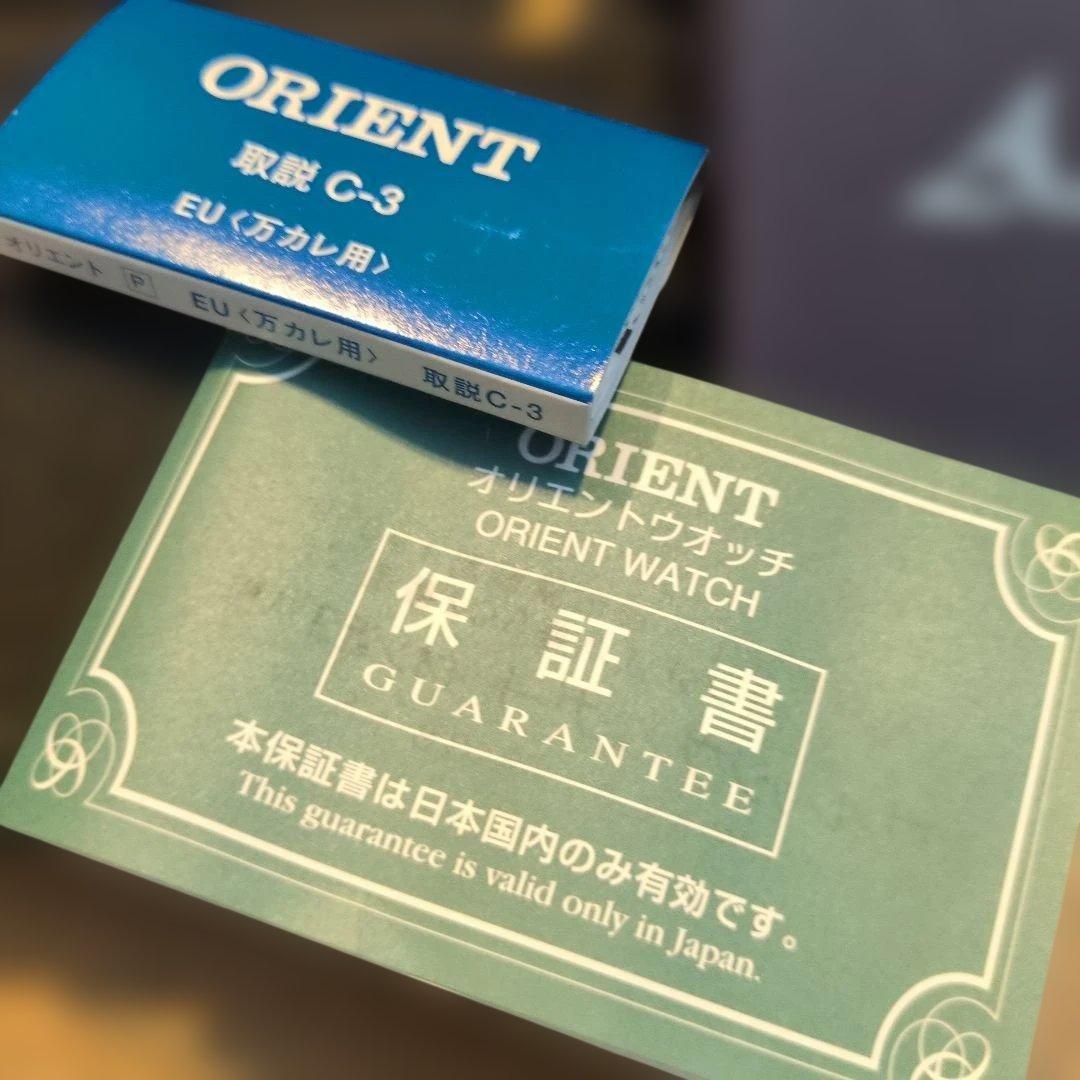 ORIENT
取説 C-3
EU〈万カレ用〉
オリエント P EU〈万カレ用〉 取説C-3
ORIENT
オリエントウオッチ
ORIENT WATCH
保証書
GUARANTEE
本保証書は日本国内のみ有効です。
This guarantee is valid only in Japan.